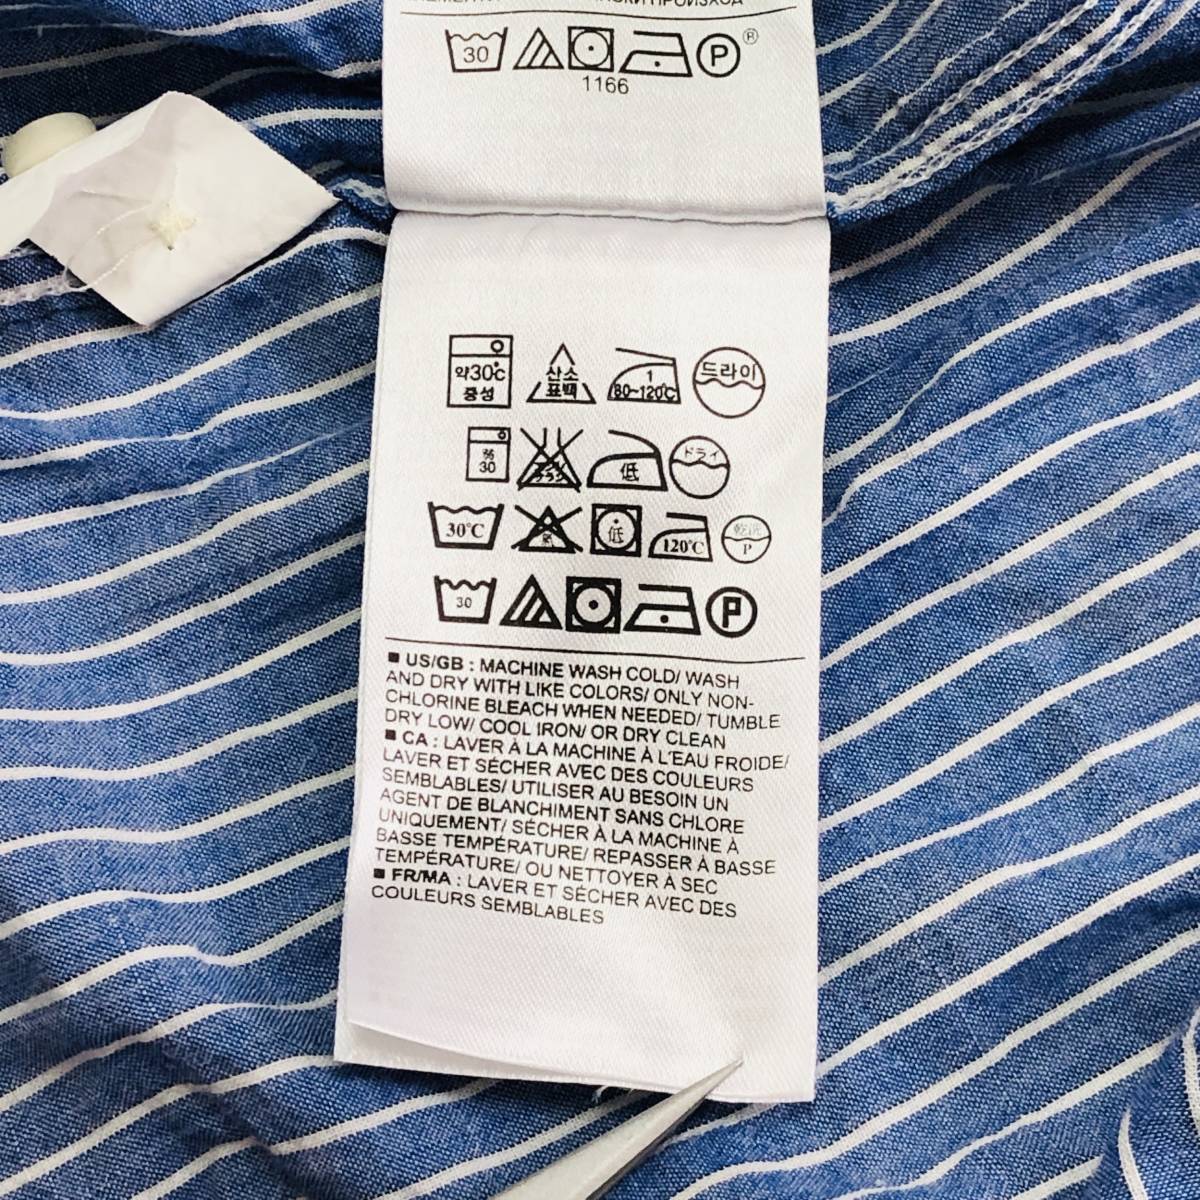 30 P ®
1166
약30℃ 산소 1 드라이
중성 표백 80~120℃
30 低 ドライ
30℃ 低 120℃ P
30 P
■ US/GB : MACHINE WASH COLD/ WASH
AND DRY WITH LIKE COLORS/ ONLY NON-
CHLORINE BLEACH WHEN NEEDED/ TUMBLE
DRY LOW/ COOL IRON/ OR DRY CLEAN
■ CA : LAVER À LA MACHINE À L'EAU FROIDE/
LAVER ET SÉCHER AVEC DES COULEURS
SEMBLABLES/ UTILISER AU BESOIN UN
AGENT DE BLANCHIMENT SANS CHLORE
UNIQUEMENT/ SÉCHER À LA MACHINE À
BASSE TEMPÉRATURE/ REPASSER À BASSE
TEMPÉRATURE/ OU NETTOYER À SEC
■ FR/MA : LAVER ET SÉCHER AVEC DES
COULEURS SEMBLABLES